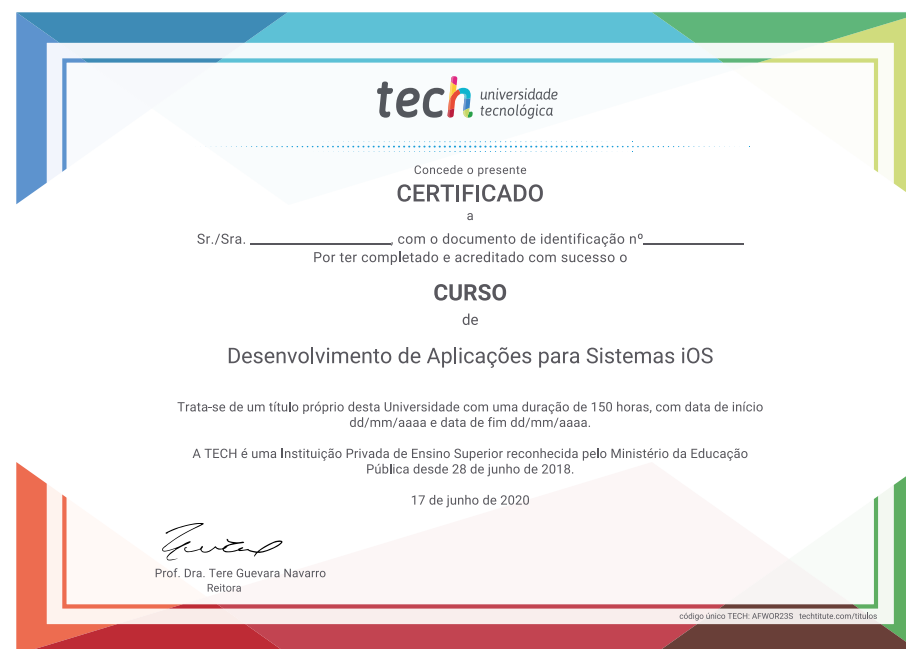 tech universidade
tecnológica
Concede o presente
CERTIFICADO
a
Sr./Sra. ____________________, com o documento de identificação nº______________
Por ter completado e acreditado com sucesso o
CURSO
de
Desenvolvimento de Aplicações para Sistemas iOS
Trata-se de um título próprio desta Universidade com uma duração de 150 horas, com data de início
dd/mm/aaaa e data de fim dd/mm/aaaa.
A TECH é uma Instituição Privada de Ensino Superior reconhecida pelo Ministério da Educação
Pública desde 28 de junho de 2018.
17 de junho de 2020
Prof. Dra. Tere Guevara Navarro
Reitora
código único TECH: AFWOR23S techtitute.com/titulos